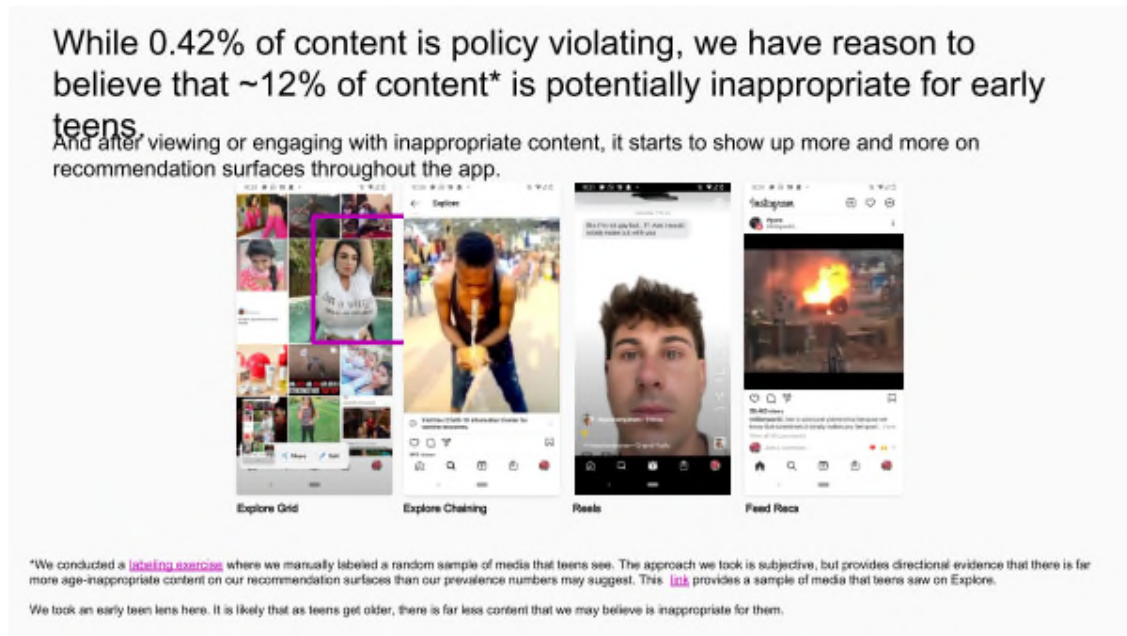 While 0.42% of content is policy violating, we have reason to
believe that ~12% of content* is potentially inappropriate for early
teens.
And after viewing or engaging with inappropriate content, it starts to show up more and more on
recommendation surfaces throughout the app.
Explore
Instagram
Share Edit
Explore Grid
Explore Chaining
Reels
Feed Recs
*We conducted a labeling exercise where we manually labeled a random sample of media that teens see. The approach we took is subjective, but provides directional evidence that there is far
more age-inappropriate content on our recommendation surfaces than our prevalence numbers may suggest. This link provides a sample of media that teens saw on Explore.
We took an early teen lens here. It is likely that as teens get older, there is far less content that we may believe is inappropriate for them.